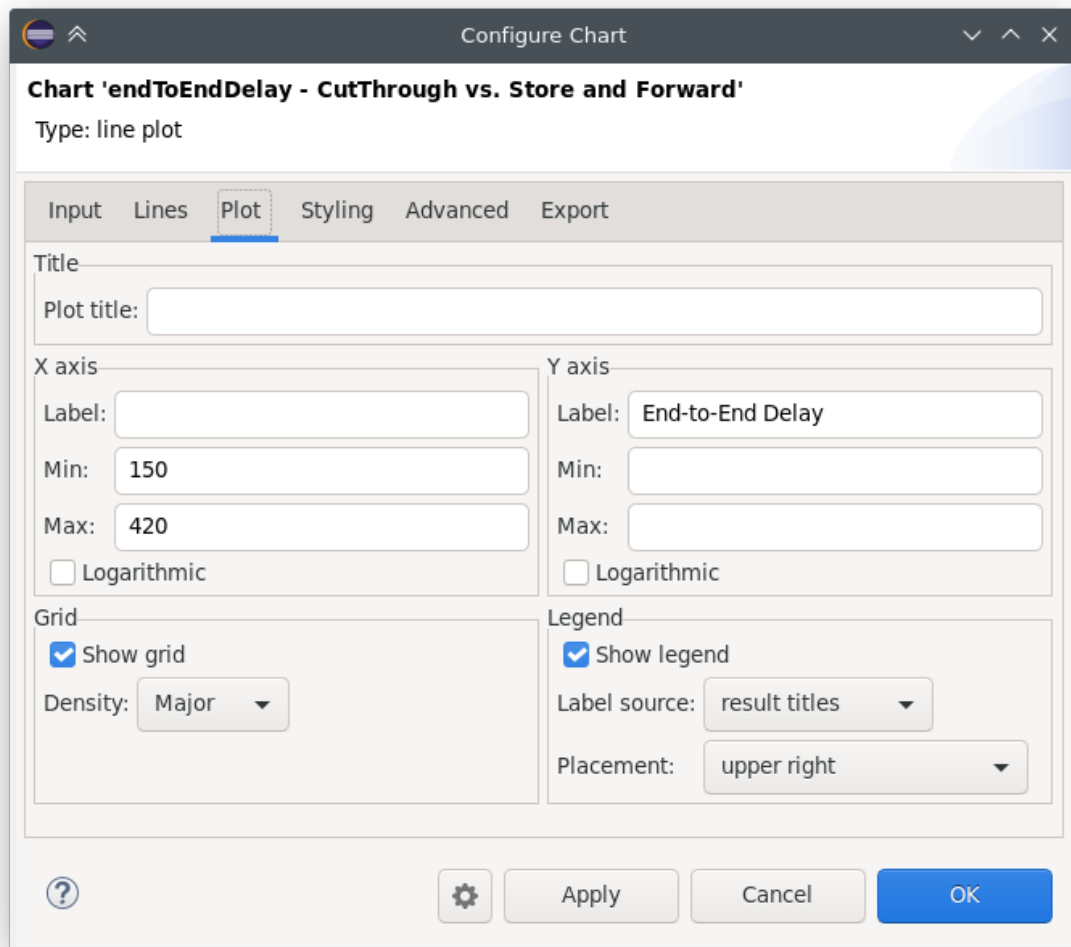 Configure Chart
Chart 'endToEndDelay - CutThrough vs. Store and Forward'
Type: line plot
Input Lines Plot Styling Advanced Export
Title
Plot title:
X axis
Label:
Min: 150
Max: 420
Logarithmic
Y axis
Label: End-to-End Delay
Min:
Max:
Logarithmic
Grid
Show grid
Density: Major
Legend
Show legend
Label source: result titles
Placement: upper right
?
Apply Cancel OK